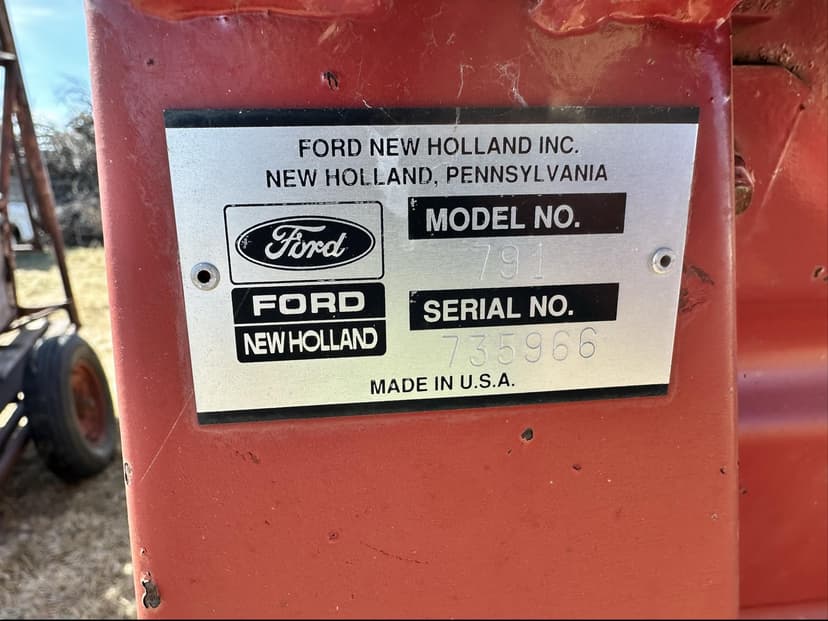 FORD NEW HOLLAND INC.
NEW HOLLAND, PENNSYLVANIA
Ford
FORD
NEW HOLLAND
MODEL NO.
791
SERIAL NO.
735966
MADE IN U.S.A.